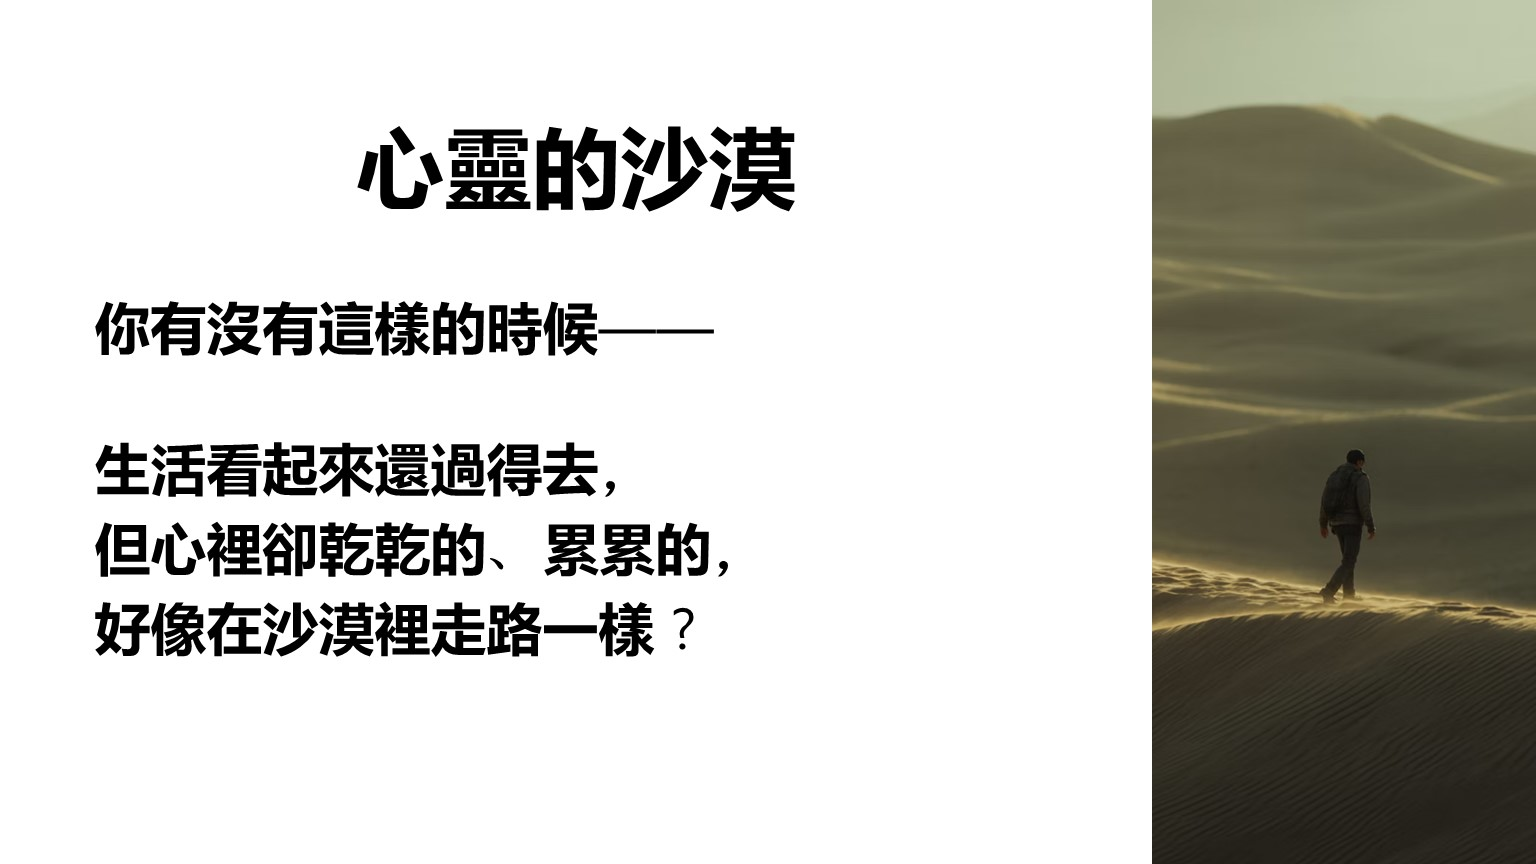 心靈的沙漠
你有沒有這樣的時候——
生活看起來還過得去，
但心裡卻乾乾的、累累的，
好像在沙漠裡走路一樣？